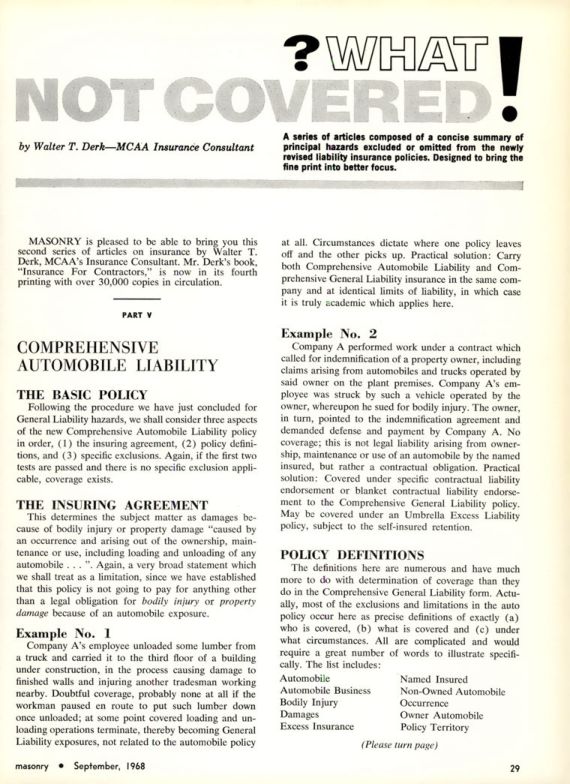 ?WHAT!
NOT COVERED
by Walter T. Derk—MCAA Insurance Consultant
A series of articles composed of a concise summary of
principal hazards excluded or omitted from the newly
revised liability insurance policies. Designed to bring the
fine print into better focus.
MASONRY is pleased to be able to bring you this
second series of articles on insurance by Walter T.
Derk, MCAA's Insurance Consultant. Mr. Derk's book,
"Insurance For Contractors," is now in its fourth
printing with over 30,000 copies in circulation.
PART V
COMPREHENSIVE
AUTOMOBILE LIABILITY
THE BASIC POLICY
Following the procedure we have just concluded for
General Liability hazards, we shall consider three aspects
of the new Comprehensive Automobile Liability policy
in order, (1) the insuring agreement, (2) policy defini-
tions, and (3) specific exclusions. Again, if the first two
tests are passed and there is no specific exclusion appli-
cable, coverage exists.
THE INSURING AGREEMENT
This determines the subject matter as damages be-
cause of bodily injury or property damage "caused by
an occurrence and arising out of the ownership, main-
tenance or use, including loading and unloading of any
automobile . . . ". Again, a very broad statement which
we shall treat as a limitation, since we have established
that this policy is not going to pay for anything other
than a legal obligation for bodily injury or property
damage because of an automobile exposure.
Example No. 1
Company A's employee unloaded some lumber from
a truck and carried it to the third floor of a building
under construction, in the process causing damage to
finished walls and injuring another tradesman working
nearby. Doubtful coverage, probably none at all if the
workman paused en route to put such lumber down
once unloaded; at some point covered loading and un-
loading operations terminate, thereby becoming General
Liability exposures, not related to the automobile policy
at all. Circumstances dictate where one policy leaves
off and the other picks up. Practical solution: Carry
both Comprehensive Automobile Liability and Com-
prehensive General Liability insurance in the same com-
pany and at identical limits of liability, in which case
it is truly academic which applies here.
Example No. 2
Company A performed work under a contract which
called for indemnification of a property owner, including
claims arising from automobiles and trucks operated by
said owner on the plant premises. Company A's em-
ployee was struck by such a vehicle operated by the
owner, whereupon he sued for bodily injury. The owner,
in turn, pointed to the indemnification agreement and
demanded defense and payment by Company A. No
coverage; this is not legal liability arising from owner-
ship, maintenance or use of an automobile by the named
insured, but rather a contractual obligation. Practical
solution: Covered under specific contractual liability
endorsement or blanket contractual liability endorse-
ment to the Comprehensive General Liability policy.
May be covered under an Umbrella Excess Liability
policy, subject to the self-insured retention.
POLICY DEFINITIONS
The definitions here are numerous and have much
more to do with determination of coverage than they
do in the Comprehensive General Liability form. Actu-
ally, most of the exclusions and limitations in the auto
policy occur here as precise definitions of exactly (a)
who is covered, (b) what is covered and (c) under
what circumstances. All are complicated and would
require a great number of words to illustrate specifi-
cally. The list includes:
Automobile
Automobile Business
Bodily Injury
Damages
Excess Insurance
Named Insured
Non-Owned Automobile
Occurrence
Owner Automobile
Policy Territory
(Please turn page)
masonry • September, 1968
29